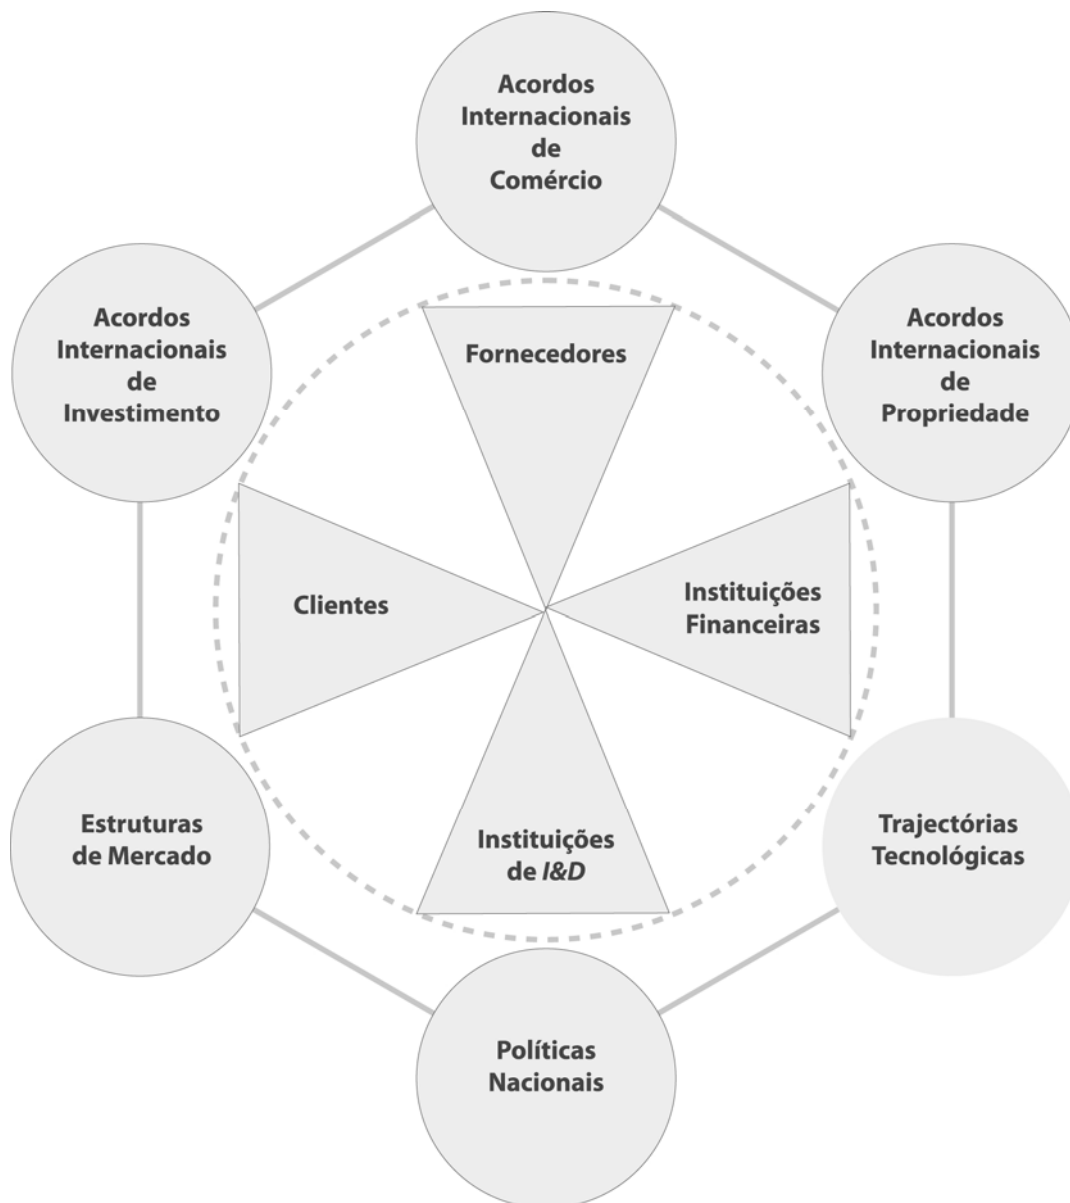 Acordos
Internacionais
de
Comércio
Acordos
Internacionais
de
Investimento
Acordos
Internacionais
de
Propriedade
Fornecedores
Clientes
Instituições
Financeiras
Instituições
de I&D
Estruturas
de Mercado
Trajectórias
Tecnológicas
Políticas
Nacionais